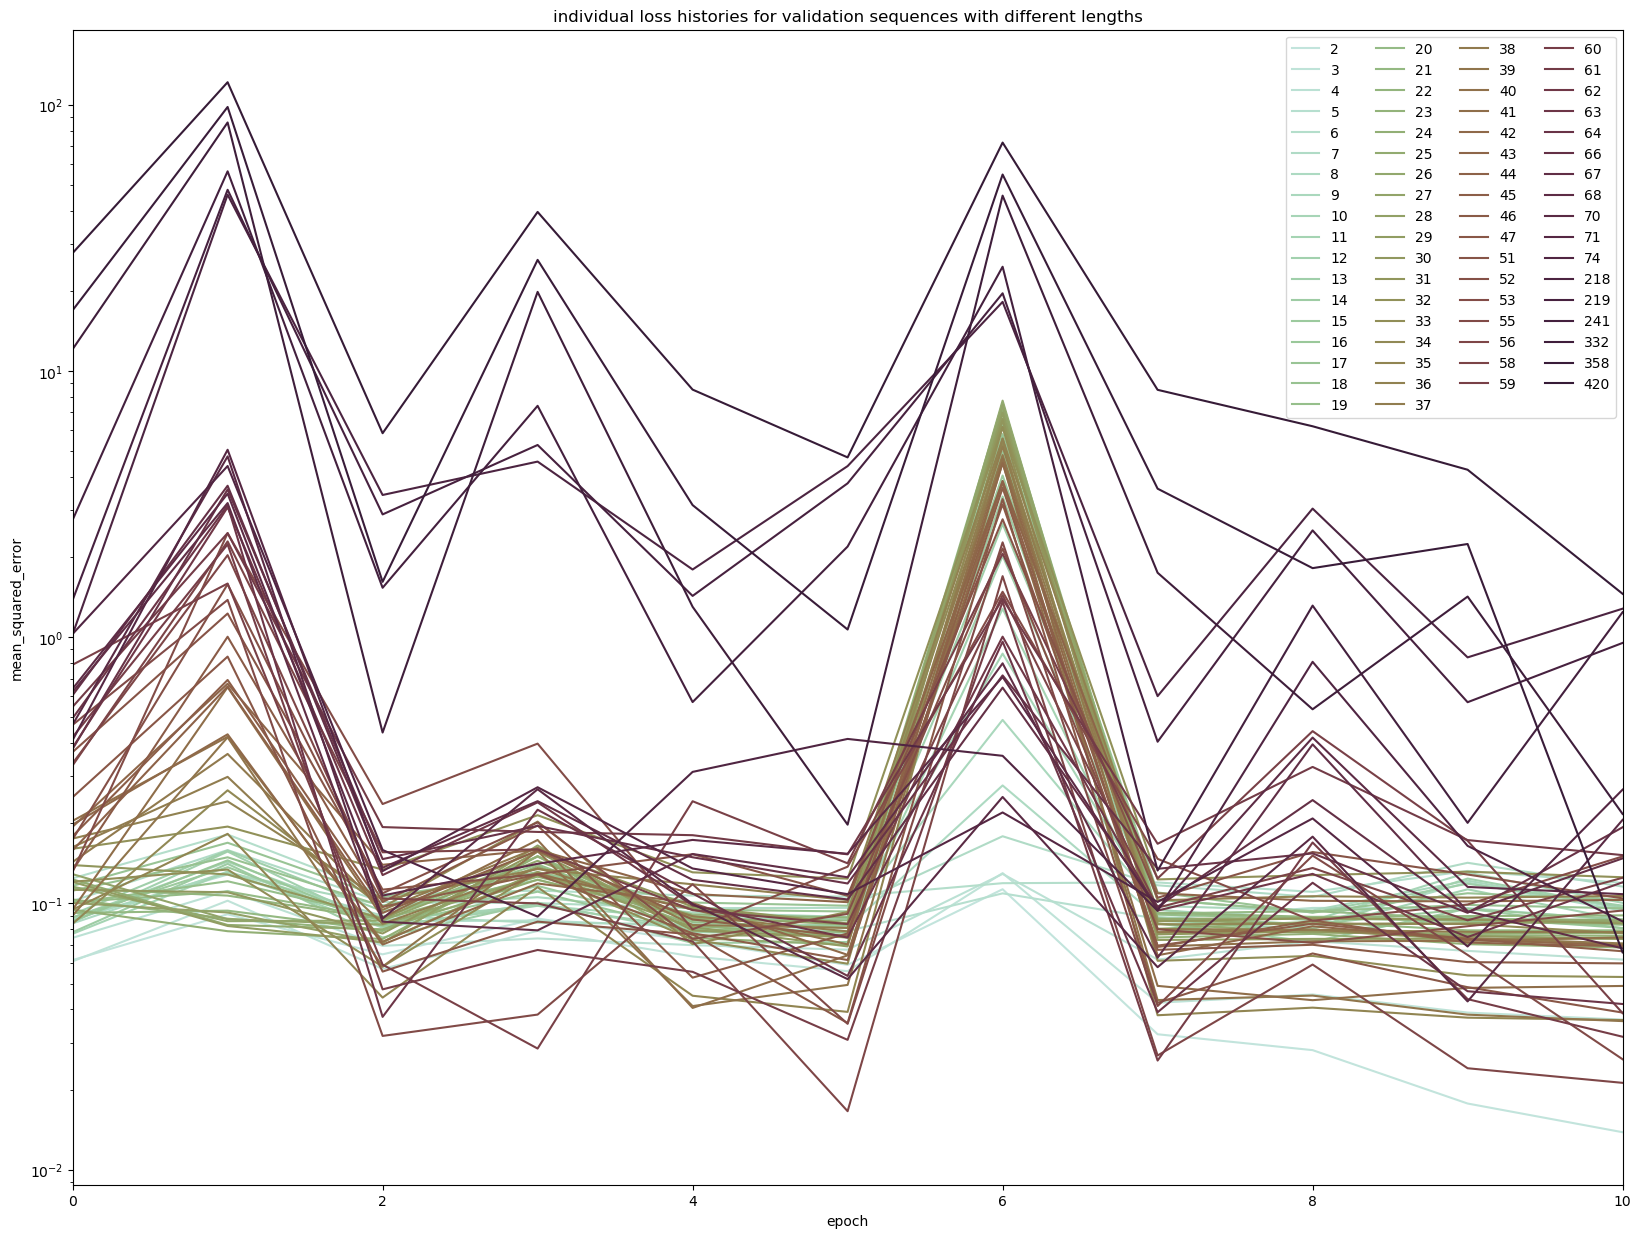 individual loss histories for validation sequences with different lengths
10²
10¹
10⁰
10⁻¹
10⁻²
mean_squared_error
0 2 4 6 8 10
epoch
2 20 38 60
3 21 39 61
4 22 40 62
5 23 41 63
6 24 42 64
7 25 43 66
8 26 44 67
9 27 45 68
10 28 46 70
11 29 47 71
12 30 51 74
13 31 52 218
14 32 53 219
15 33 55 241
16 34 56 332
17 35 58 358
18 36 59 420
19 37